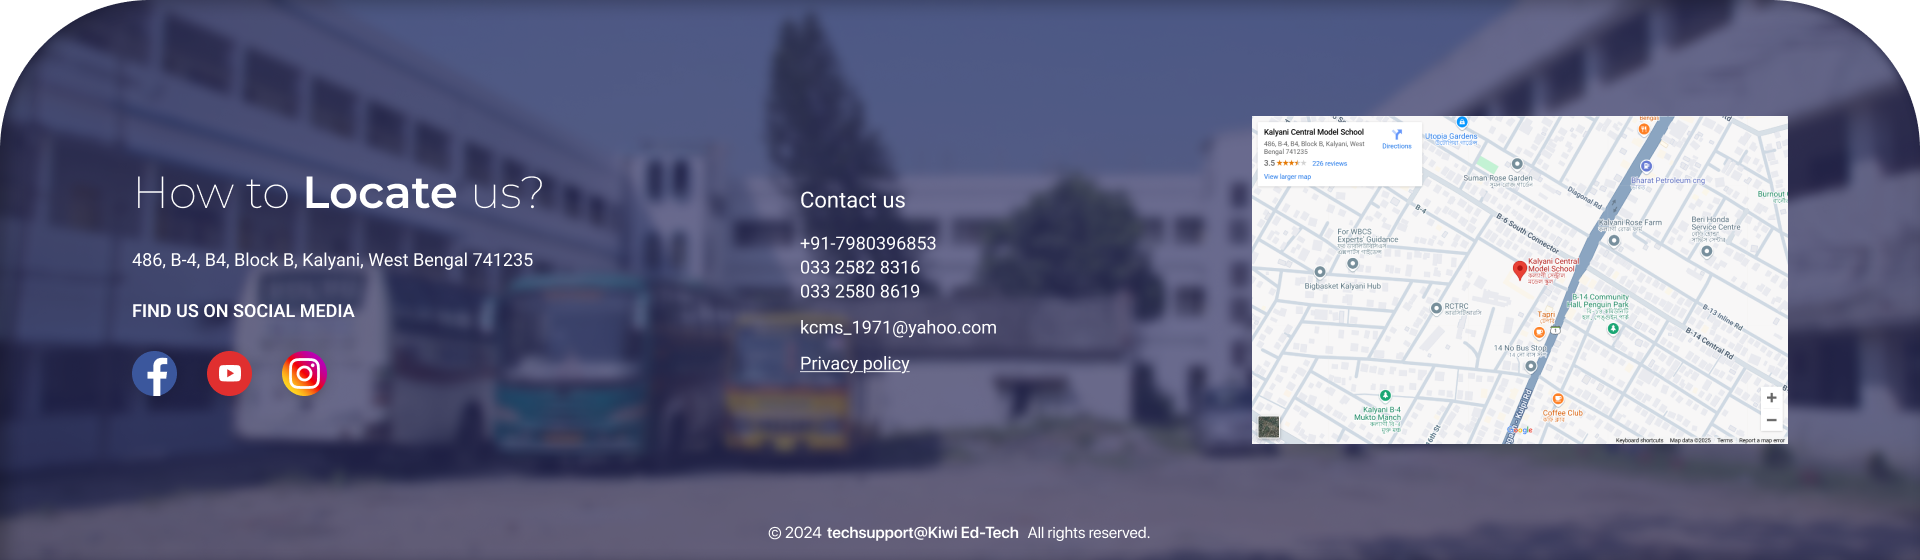 How to Locate us?
486, B-4, B4, Block B, Kalyani, West Bengal 741235
FIND US ON SOCIAL MEDIA
Contact us
+91-7980396853
033 2582 8316
033 2580 8619
kcms_1971@yahoo.com
Privacy policy
Kalyani Central Model School
486, B-4, B4, Block B, Kalyani, West
Bengal 741235
Directions
3.5
226 reviews
View larger map
Utopia Gardens
Suman Rose Garden
Bharat Petroleum cng
Diagonal Rd
B-4
B-6 South Connector
Kalyani Rose Farm
Beri Honda
Service Centre
For WBCS
Experts' Guidance
Kalyani Central
Model School
Bigbasket Kalyani Hub
RCTRC
B-14 Community
Hall, Penguin Park
B-13 Inline Rd
Tapri
B-14 Central Rd
14 No Bus Stop
Kalyani B-4
Mukto Manch
Coffee Club
Keyboard shortcuts
Map data ©2025
Terms
Report a map error
© 2024 techsupport@Kiwi Ed-Tech All rights reserved.